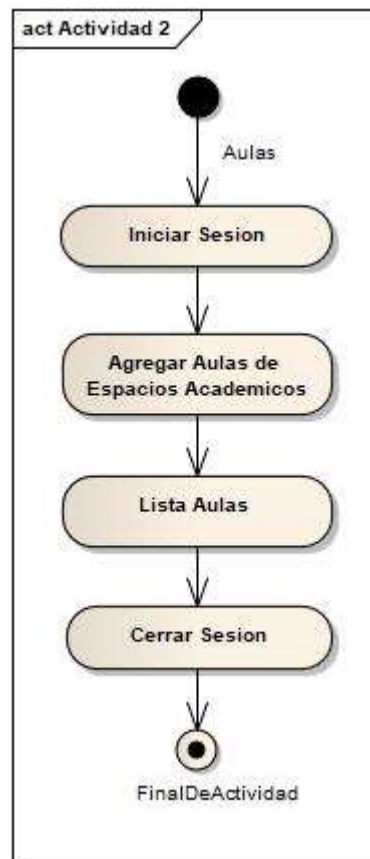 act Actividad 2
Aulas
Iniciar Sesion
Agregar Aulas de
Espacios Academicos
Lista Aulas
Cerrar Sesion
FinalDeActividad